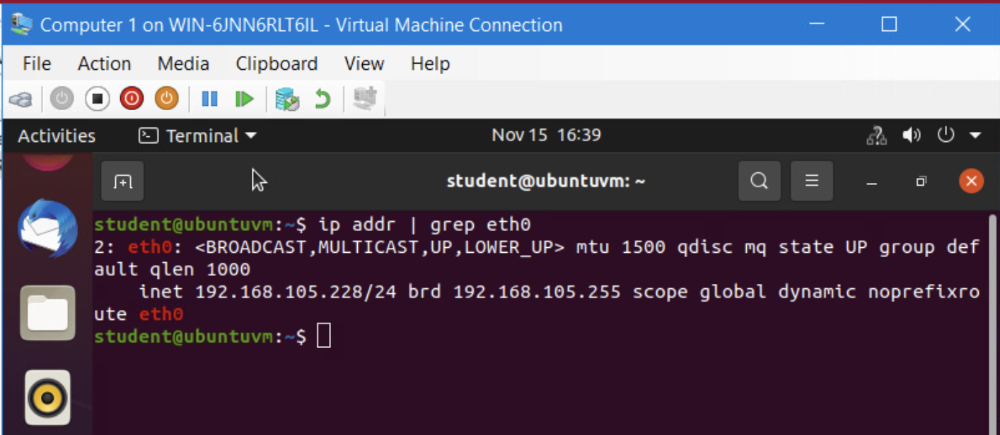 Computer 1 on WIN-6JNN6RLT6IL - Virtual Machine Connection
File Action Media Clipboard View Help
Activities Terminal Nov 15 16:39
student@ubuntuvm: ~
student@ubuntuvm:~$ ip addr | grep eth0
2: eth0: <BROADCAST,MULTICAST,UP,LOWER_UP> mtu 1500 qdisc mq state UP group def
ault qlen 1000
    inet 192.168.105.228/24 brd 192.168.105.255 scope global dynamic noprefixro
ute eth0
student@ubuntuvm:~$